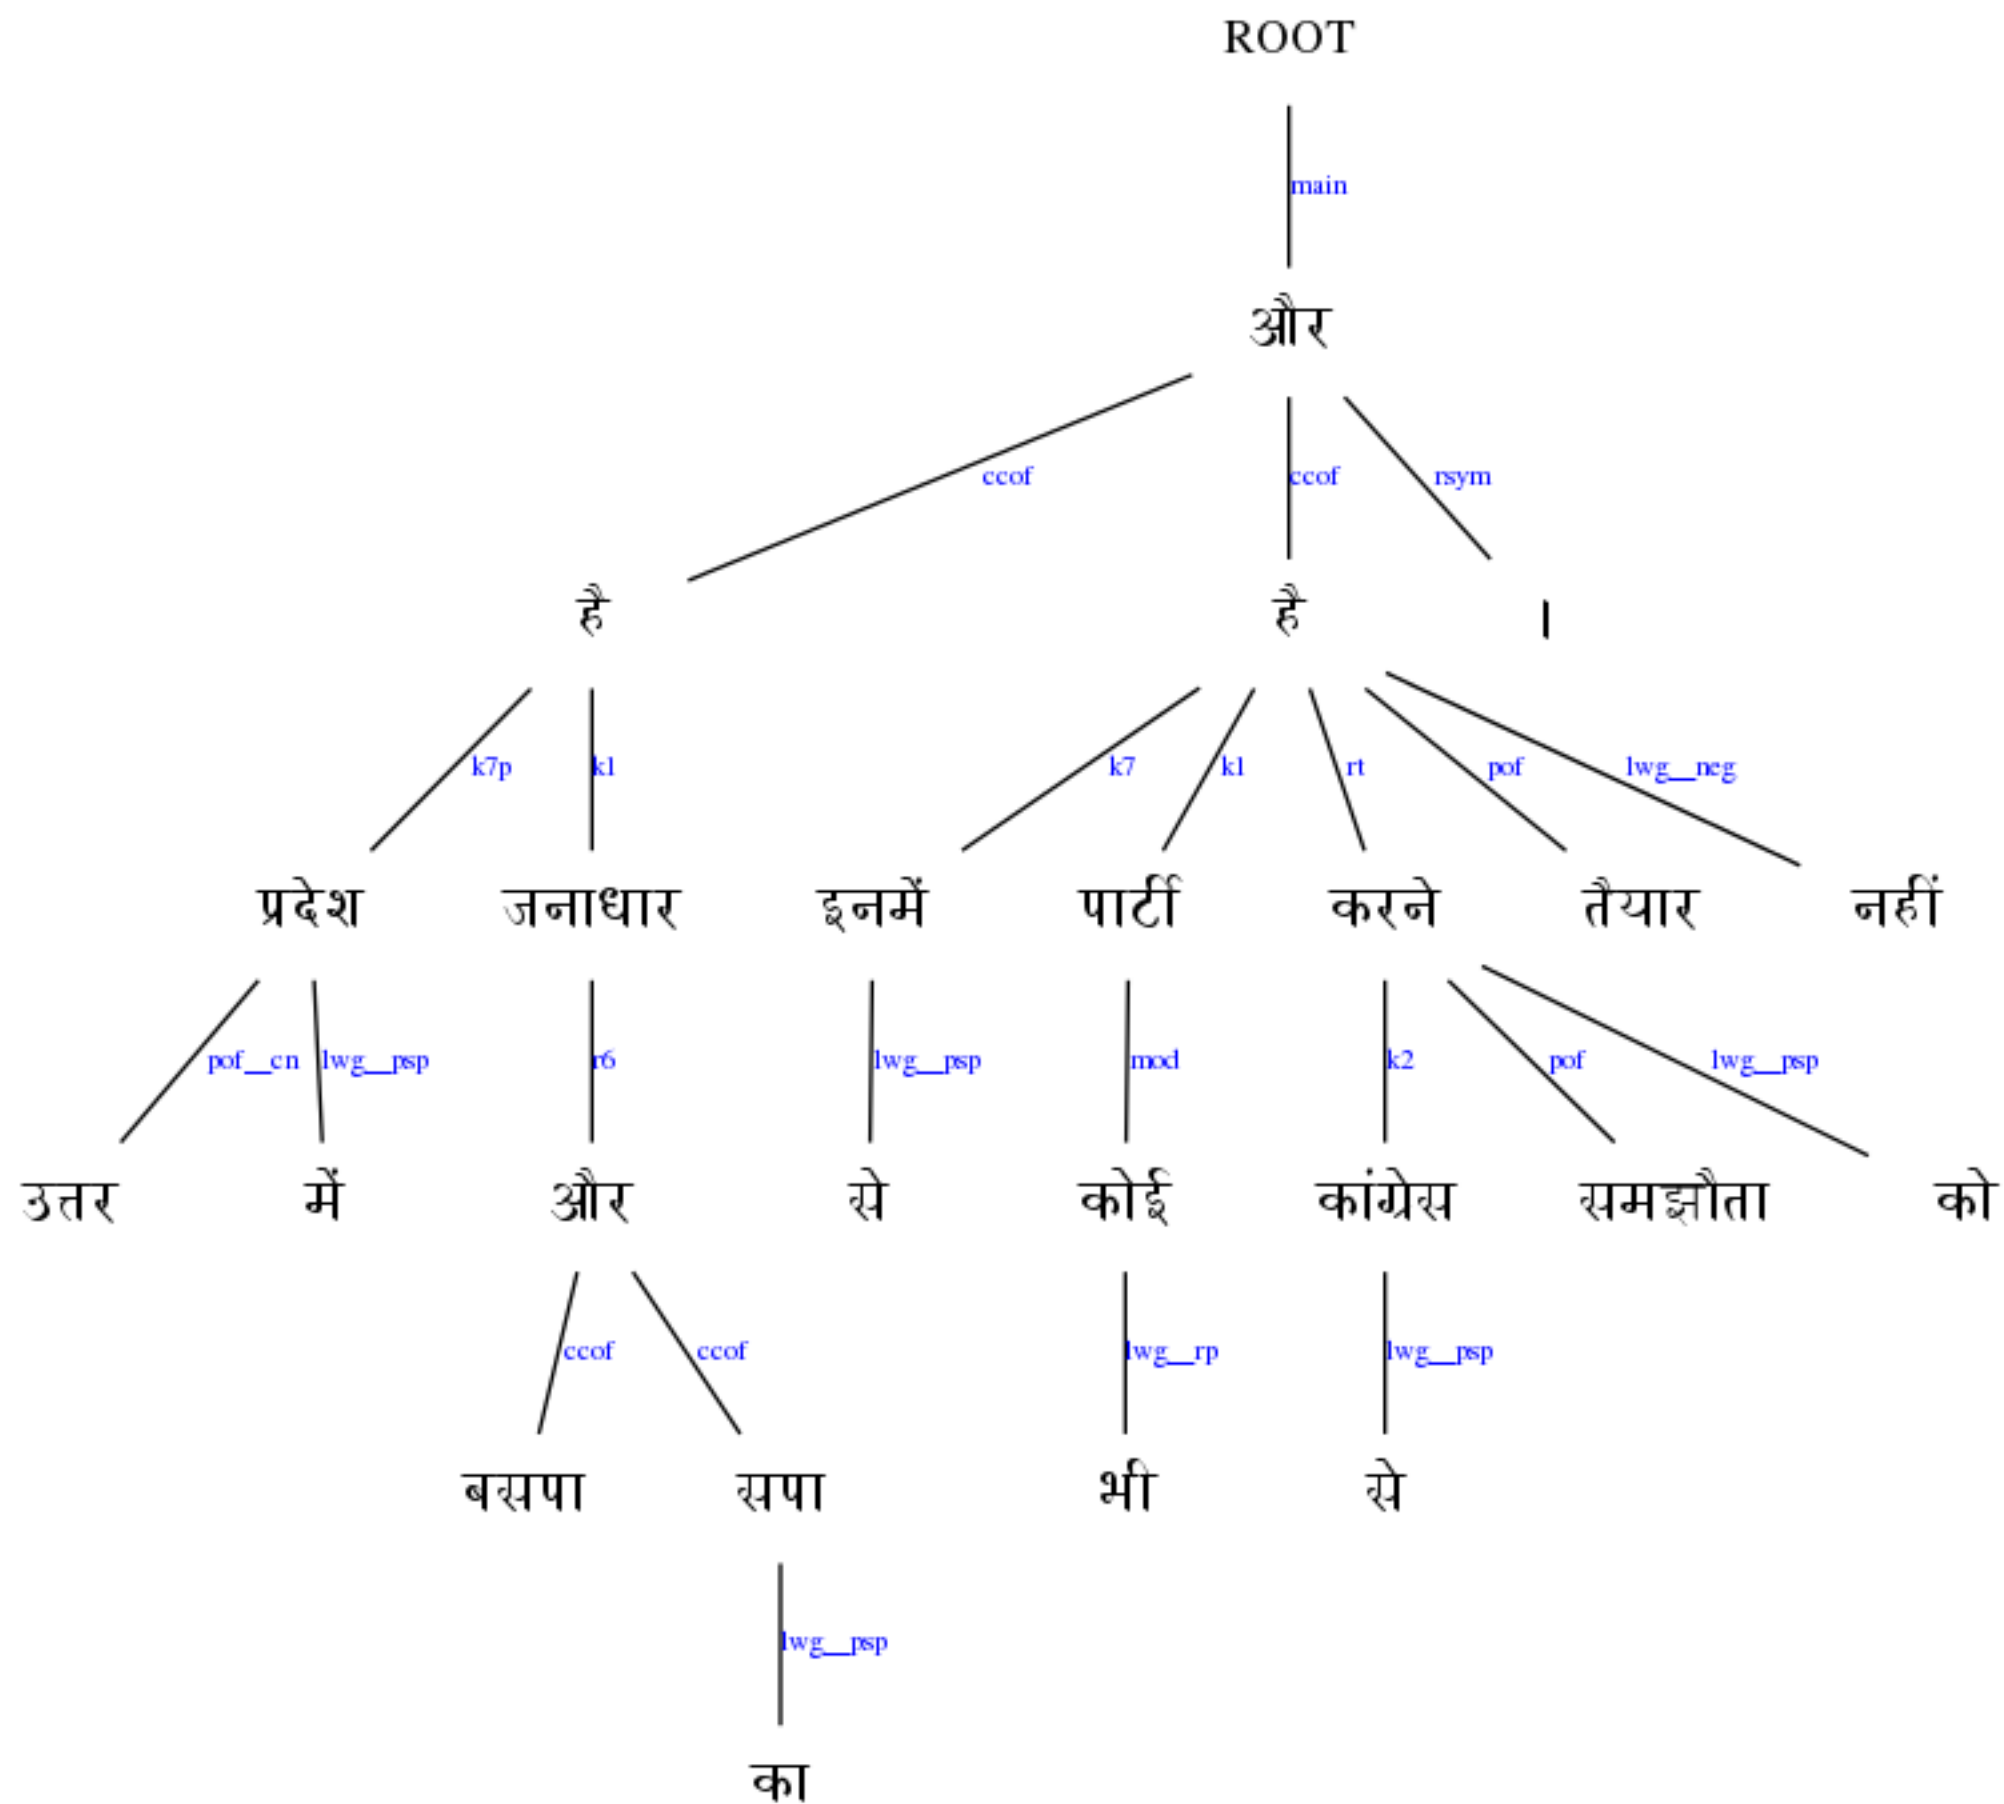 ROOT
main
और
ccof ccof rsym
है है ।
k7p k1 k7 k1 rt pof lwg__neg
प्रदेश जनाधार इनमें पार्टी करने तैयार नहीं
pof__cn lwg__psp r6 lwg__psp mod k2 pof lwg__psp
उत्तर में और से कोई कांग्रेस समझौता को
ccof ccof lwg__rp lwg__psp
बसपा सपा भी से
lwg__psp
का